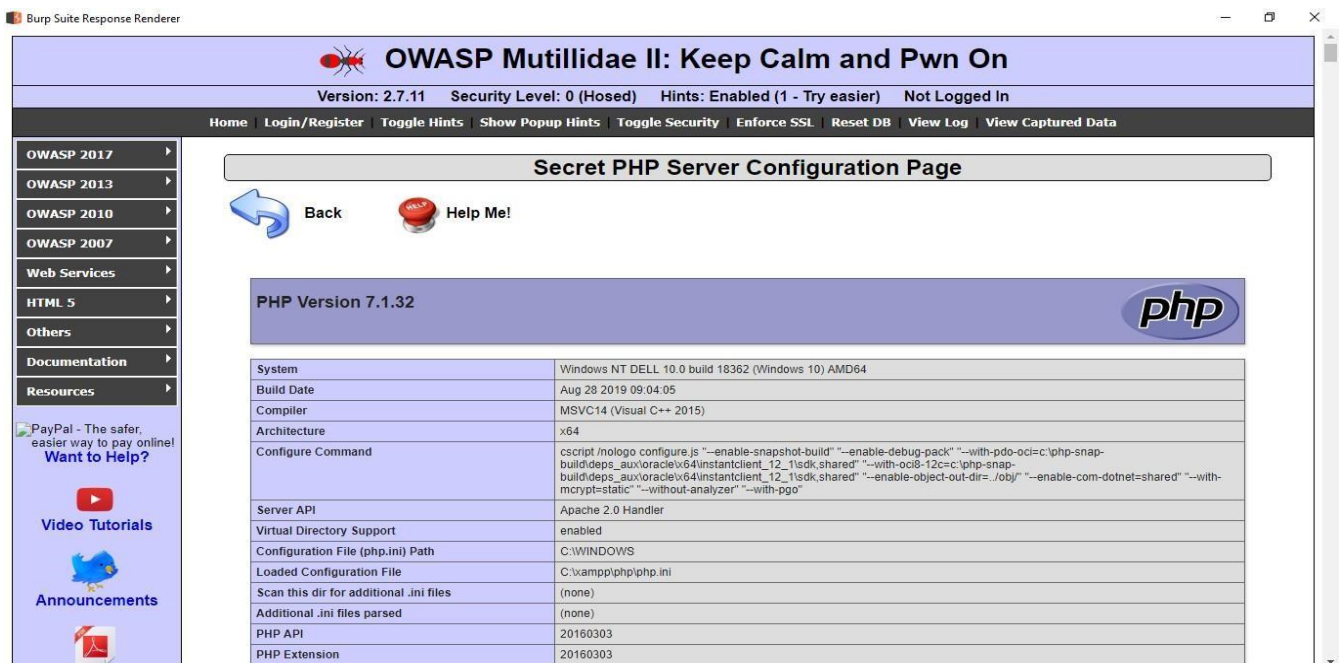 Burp Suite Response Renderer
OWASP Mutillidae II: Keep Calm and Pwn On
Version: 2.7.11 Security Level: 0 (Hosed) Hints: Enabled (1 - Try easier) Not Logged In
Home | Login/Register | Toggle Hints | Show Popup Hints | Toggle Security | Enforce SSL | Reset DB | View Log | View Captured Data
OWASP 2017
OWASP 2013
OWASP 2010
OWASP 2007
Web Services
HTML 5
Others
Documentation
Resources
PayPal - The safer,
easier way to pay online!
Want to Help?
Video Tutorials
Announcements
Secret PHP Server Configuration Page
Back
HELP
Help Me!
PHP Version 7.1.32
php
System Windows NT DELL 10.0 build 18362 (Windows 10) AMD64
Build Date Aug 28 2019 09:04:05
Compiler MSVC14 (Visual C++ 2015)
Architecture x64
Configure Command cscript /nologo configure.js "--enable-snapshot-build" "--enable-debug-pack" "--with-pdo-oci=c:\php-snap-
build\deps_aux\oracle\x64\instantclient_12_1\sdk,shared" "--with-oci8-12c=c:\php-snap-
build\deps_aux\oracle\x64\instantclient_12_1\sdk,shared" "--enable-object-out-dir=../obj/" "--enable-com-dotnet=shared" "--with-
mcrypt=static" "--without-analyzer" "--with-pgo"
Server API Apache 2.0 Handler
Virtual Directory Support enabled
Configuration File (php.ini) Path C:\WINDOWS
Loaded Configuration File C:\xampp\php\php.ini
Scan this dir for additional .ini files (none)
Additional .ini files parsed (none)
PHP API 20160303
PHP Extension 20160303